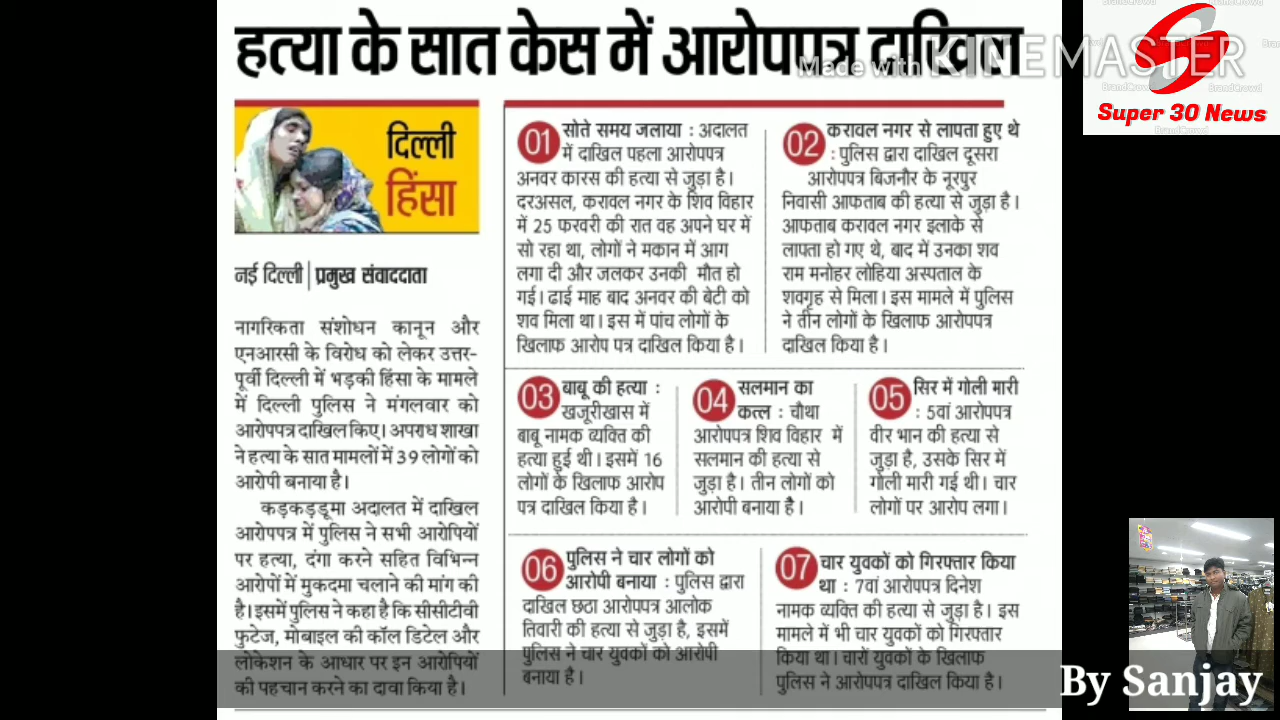 हत्या के सात केस में आरोपपत्र दाखिल
Made with KINEMASTER
Super 30 News
दिल्ली
हिंसा
नई दिल्ली | प्रमुख संवाददाता
नागरिकता संशोधन कानून और
एनआरसी के विरोध को लेकर उत्तर-
पूर्वी दिल्ली में भड़की हिंसा के मामले
में दिल्ली पुलिस ने मंगलवार को
आरोपपत्र दाखिल किए। अपराध शाखा
ने हत्या के सात मामलों में 39 लोगों को
आरोपी बनाया है।
कड़कड़डूमा अदालत में दाखिल
आरोपपत्र में पुलिस ने सभी आरोपियों
पर हत्या, दंगा करने सहित विभिन्न
आरोपों में मुकदमा चलाने की मांग की
है। इसमें पुलिस ने कहा है कि सीसीटीवी
फुटेज, मोबाइल की कॉल डिटेल और
लोकेशन के आधार पर इन आरोपियों
की पहचान करने का दावा किया है।
01 सोते समय जलाया : अदालत
में दाखिल पहला आरोपपत्र
अनवर कारस की हत्या से जुड़ा है।
दरअसल, करावल नगर के शिव विहार
में 25 फरवरी की रात वह अपने घर में
सो रहा था, लोगों ने मकान में आग
लगा दी और जलकर उनकी मौत हो
गई। ढाई माह बाद अनवर की बेटी को
शव मिला था। इस में पांच लोगों के
खिलाफ आरोप पत्र दाखिल किया है।
02 करावल नगर से लापता हुए थे
: पुलिस द्वारा दाखिल दूसरा
आरोपपत्र बिजनौर के नूरपुर
निवासी आफताब की हत्या से जुड़ा है।
आफताब करावल नगर इलाके से
लापता हो गए थे, बाद में उनका शव
राम मनोहर लोहिया अस्पताल के
शवगृह से मिला। इस मामले में पुलिस
ने तीन लोगों के खिलाफ आरोपपत्र
दाखिल किया है।
03 बाबू की हत्या :
खजूरीखास में
बाबू नामक व्यक्ति की
हत्या हुई थी। इसमें 16
लोगों के खिलाफ आरोप
पत्र दाखिल किया है।
04 सलमान का
कत्ल : चौथा
आरोपपत्र शिव विहार में
सलमान की हत्या से
जुड़ा है। तीन लोगों को
आरोपी बनाया है।
05 सिर में गोली मारी
: 5वां आरोपपत्र
वीर भान की हत्या से
जुड़ा है, उसके सिर में
गोली मारी गई थी। चार
लोगों पर आरोप लगा।
06 पुलिस ने चार लोगों को
आरोपी बनाया : पुलिस द्वारा
दाखिल छठा आरोपपत्र आलोक
तिवारी की हत्या से जुड़ा है, इसमें
पुलिस ने चार युवकों को आरोपी
बनाया है।
07 चार युवकों को गिरफ्तार किया
था : 7वां आरोपपत्र दिनेश
नामक व्यक्ति की हत्या से जुड़ा है। इस
मामले में भी चार युवकों को गिरफ्तार
किया था। चारों युवकों के खिलाफ
पुलिस ने आरोपपत्र दाखिल किया है।
By Sanjay